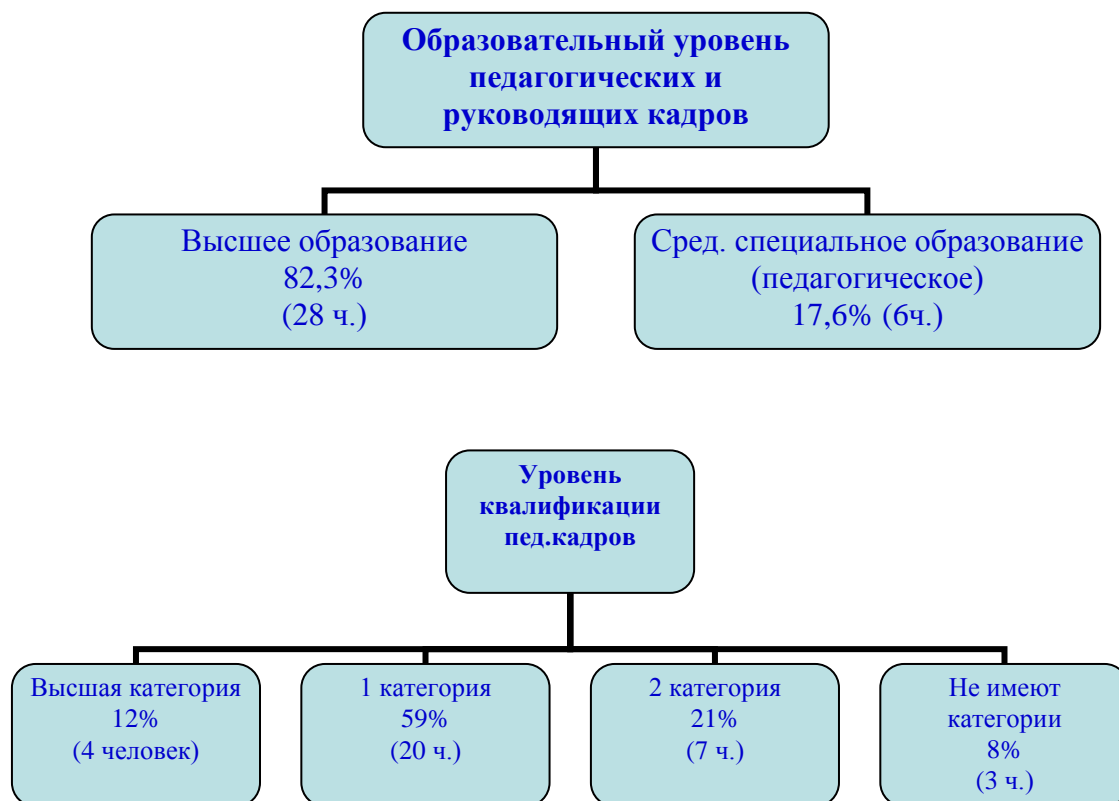 Образовательный уровень
педагогических и
руководящих кадров
Высшее образование
82,3%
(28 ч.)
Сред. специальное образование
(педагогическое)
17,6% (6ч.)
Уровень
квалификации
пед.кадров
Высшая категория
12%
(4 человек)
1 категория
59%
(20 ч.)
2 категория
21%
(7 ч.)
Не имеют
категории
8%
(3 ч.)